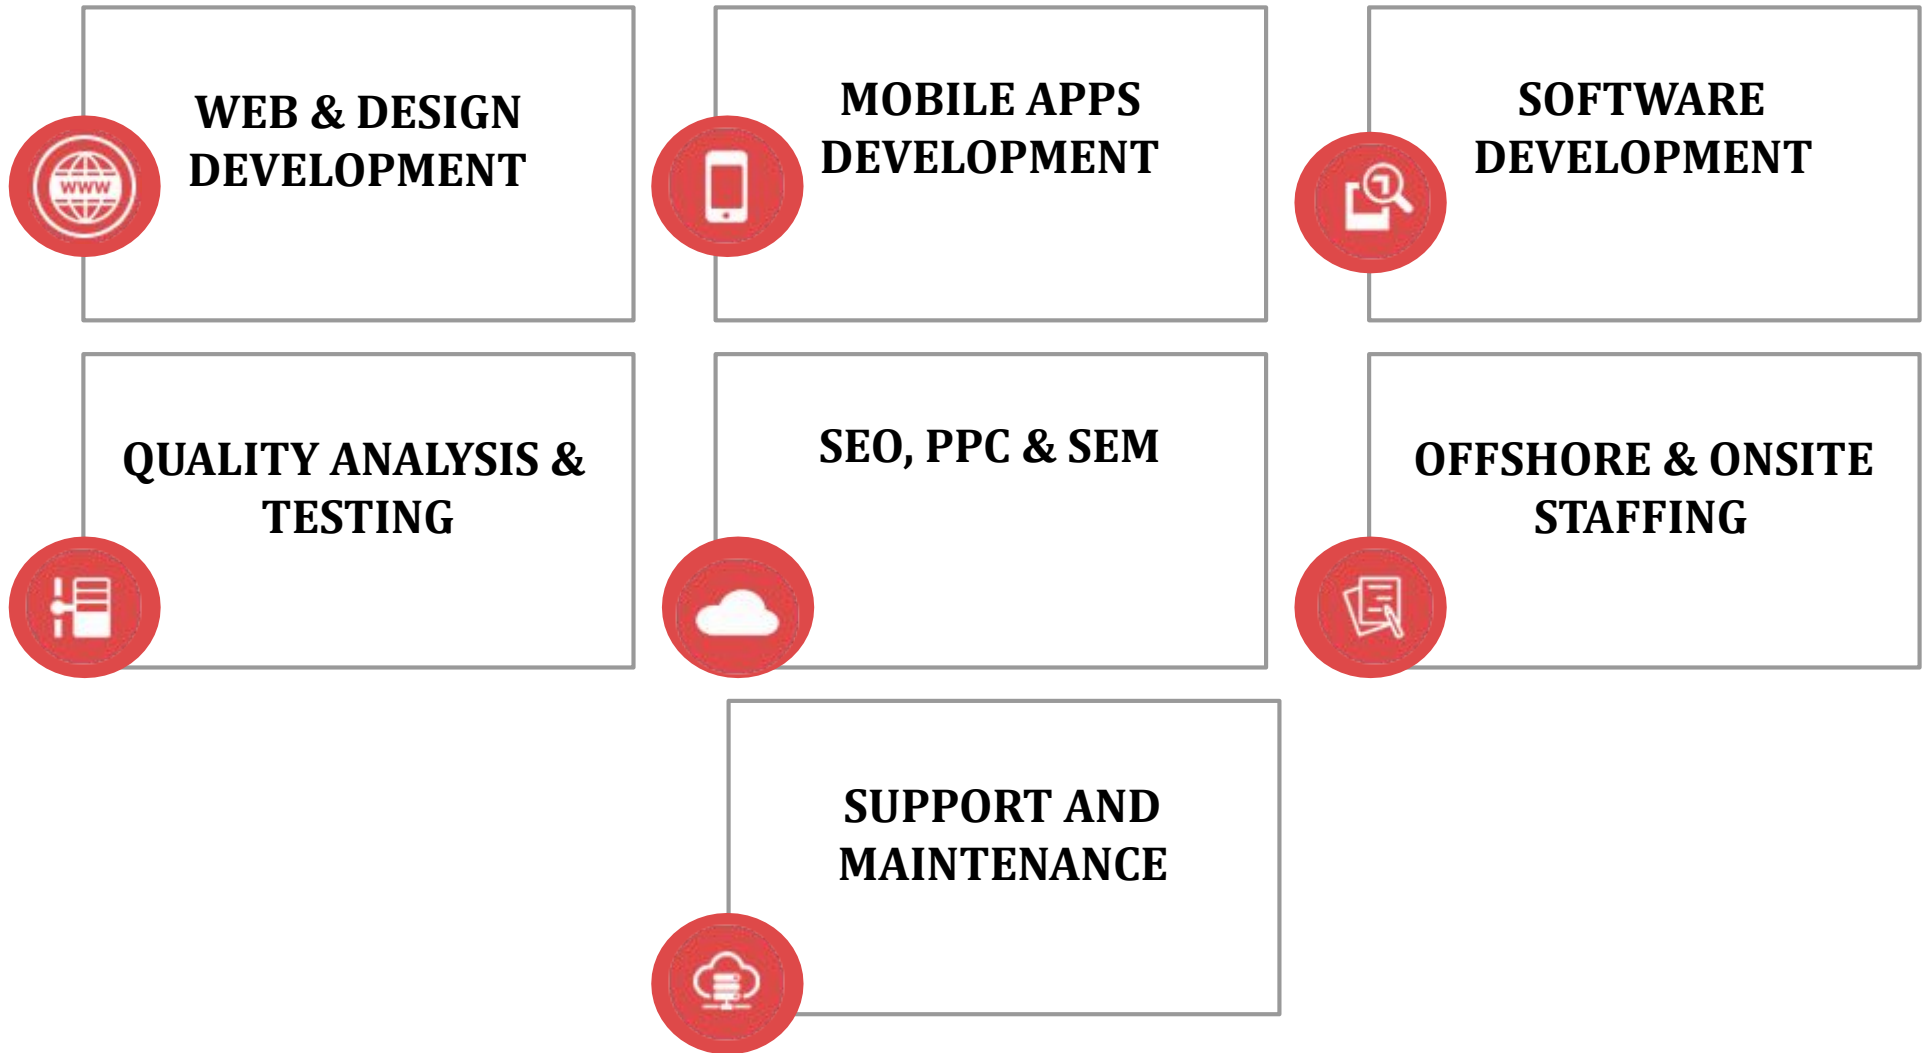 WEB & DESIGN
DEVELOPMENT
www
MOBILE APPS
DEVELOPMENT
SOFTWARE
DEVELOPMENT
QUALITY ANALYSIS &
TESTING
SEO, PPC & SEM
OFFSHORE & ONSITE
STAFFING
SUPPORT AND
MAINTENANCE